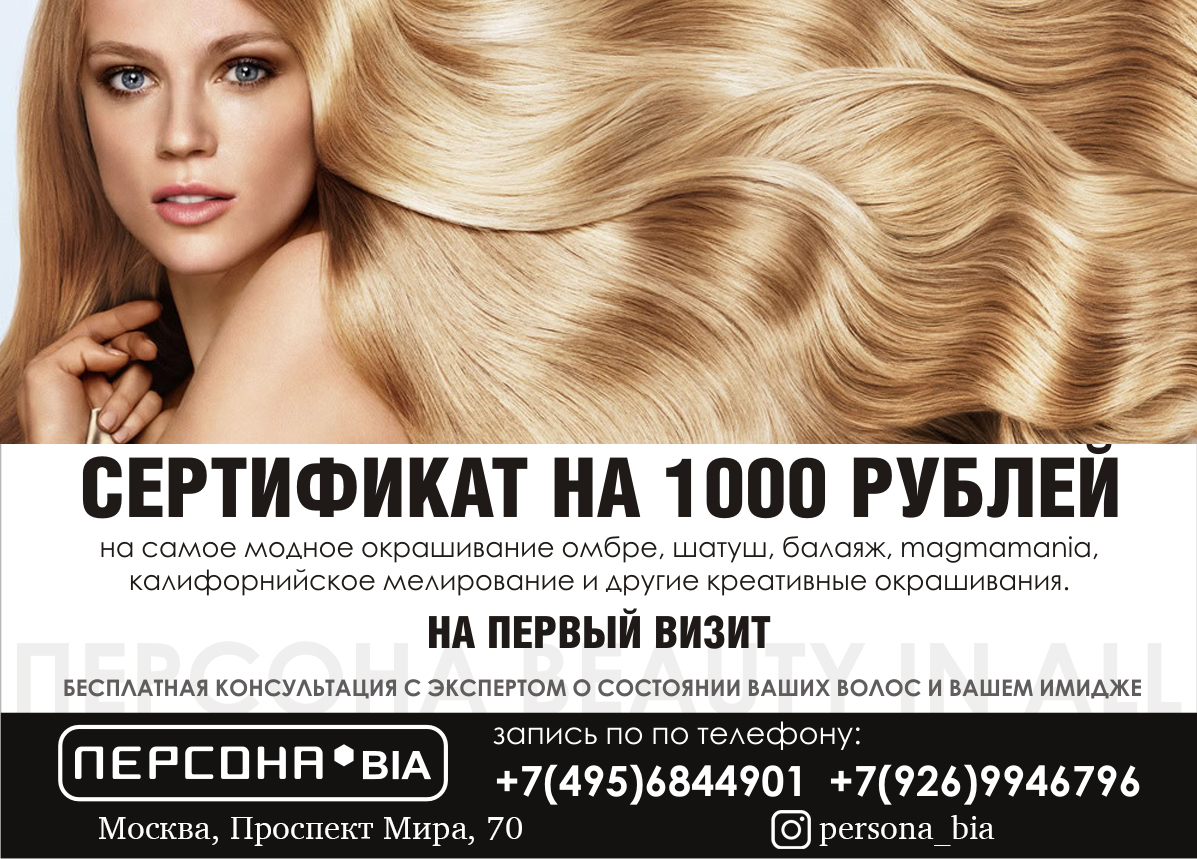 СЕРТИФИКАТ НА 1000 РУБЛЕЙ
на самое модное окрашивание омбре, шатуш, балаяж, magmamania,
калифорнийское мелирование и другие креативные окрашивания.
НА ПЕРВЫЙ ВИЗИТ
ПЕРСОНА BEAUTY IN ALL
БЕСПЛАТНАЯ КОНСУЛЬТАЦИЯ С ЭКСПЕРТОМ О СОСТОЯНИИ ВАШИХ ВОЛОС И ВАШЕМ ИМИДЖЕ
ПЕРСОНА BIA
запись по по телефону:
+7(495)6844901 +7(926)9946796
Москва, Проспект Мира, 70
persona_bia